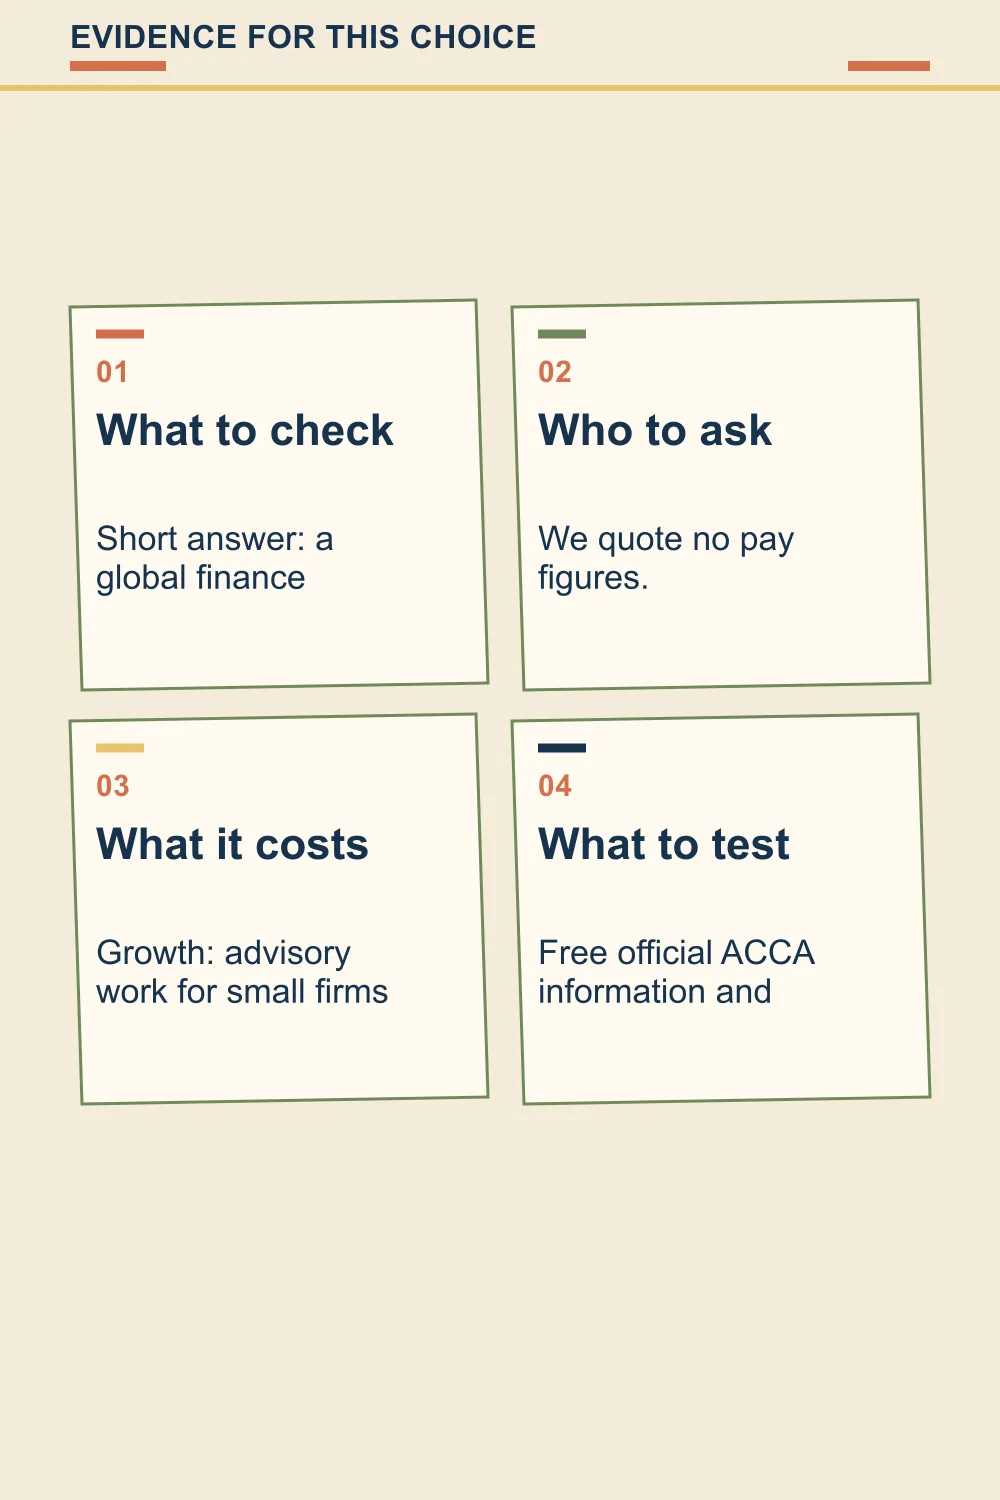 EVIDENCE FOR THIS CHOICE
01
What to check
Short answer: a
global finance
02
Who to ask
We quote no pay
figures.
03
What it costs
Growth: advisory
work for small firms
04
What to test
Free official ACCA
information and